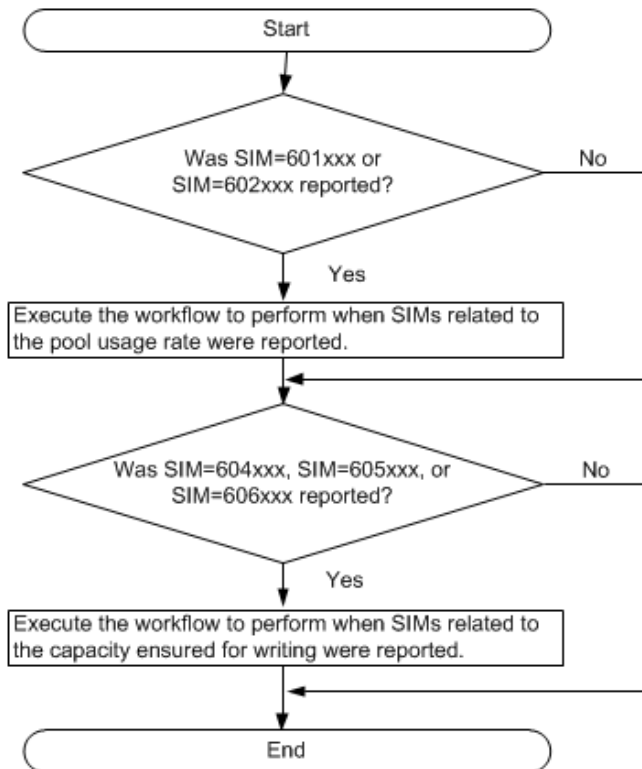 Start
Was SIM=601xxx or
SIM=602xxx reported?
No
Yes
Execute the workflow to perform when SIMs related to
the pool usage rate were reported.
Was SIM=604xxx, SIM=605xxx, or
SIM=606xxx reported?
No
Yes
Execute the workflow to perform when SIMs related to
the capacity ensured for writing were reported.
End